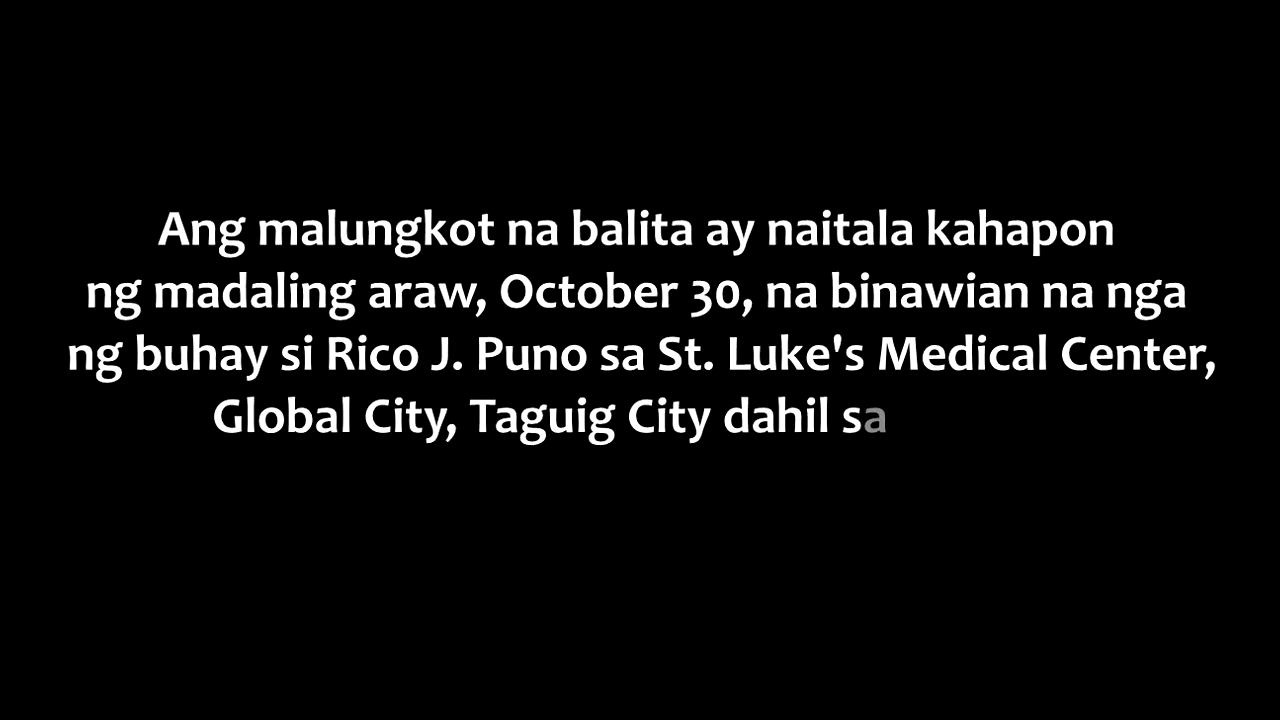 Ang malungkot na balita ay naitala kahapon
ng madaling araw, October 30, na binawian na nga
ng buhay si Rico J. Puno sa St. Luke's Medical Center,
Global City, Taguig City dahil sa